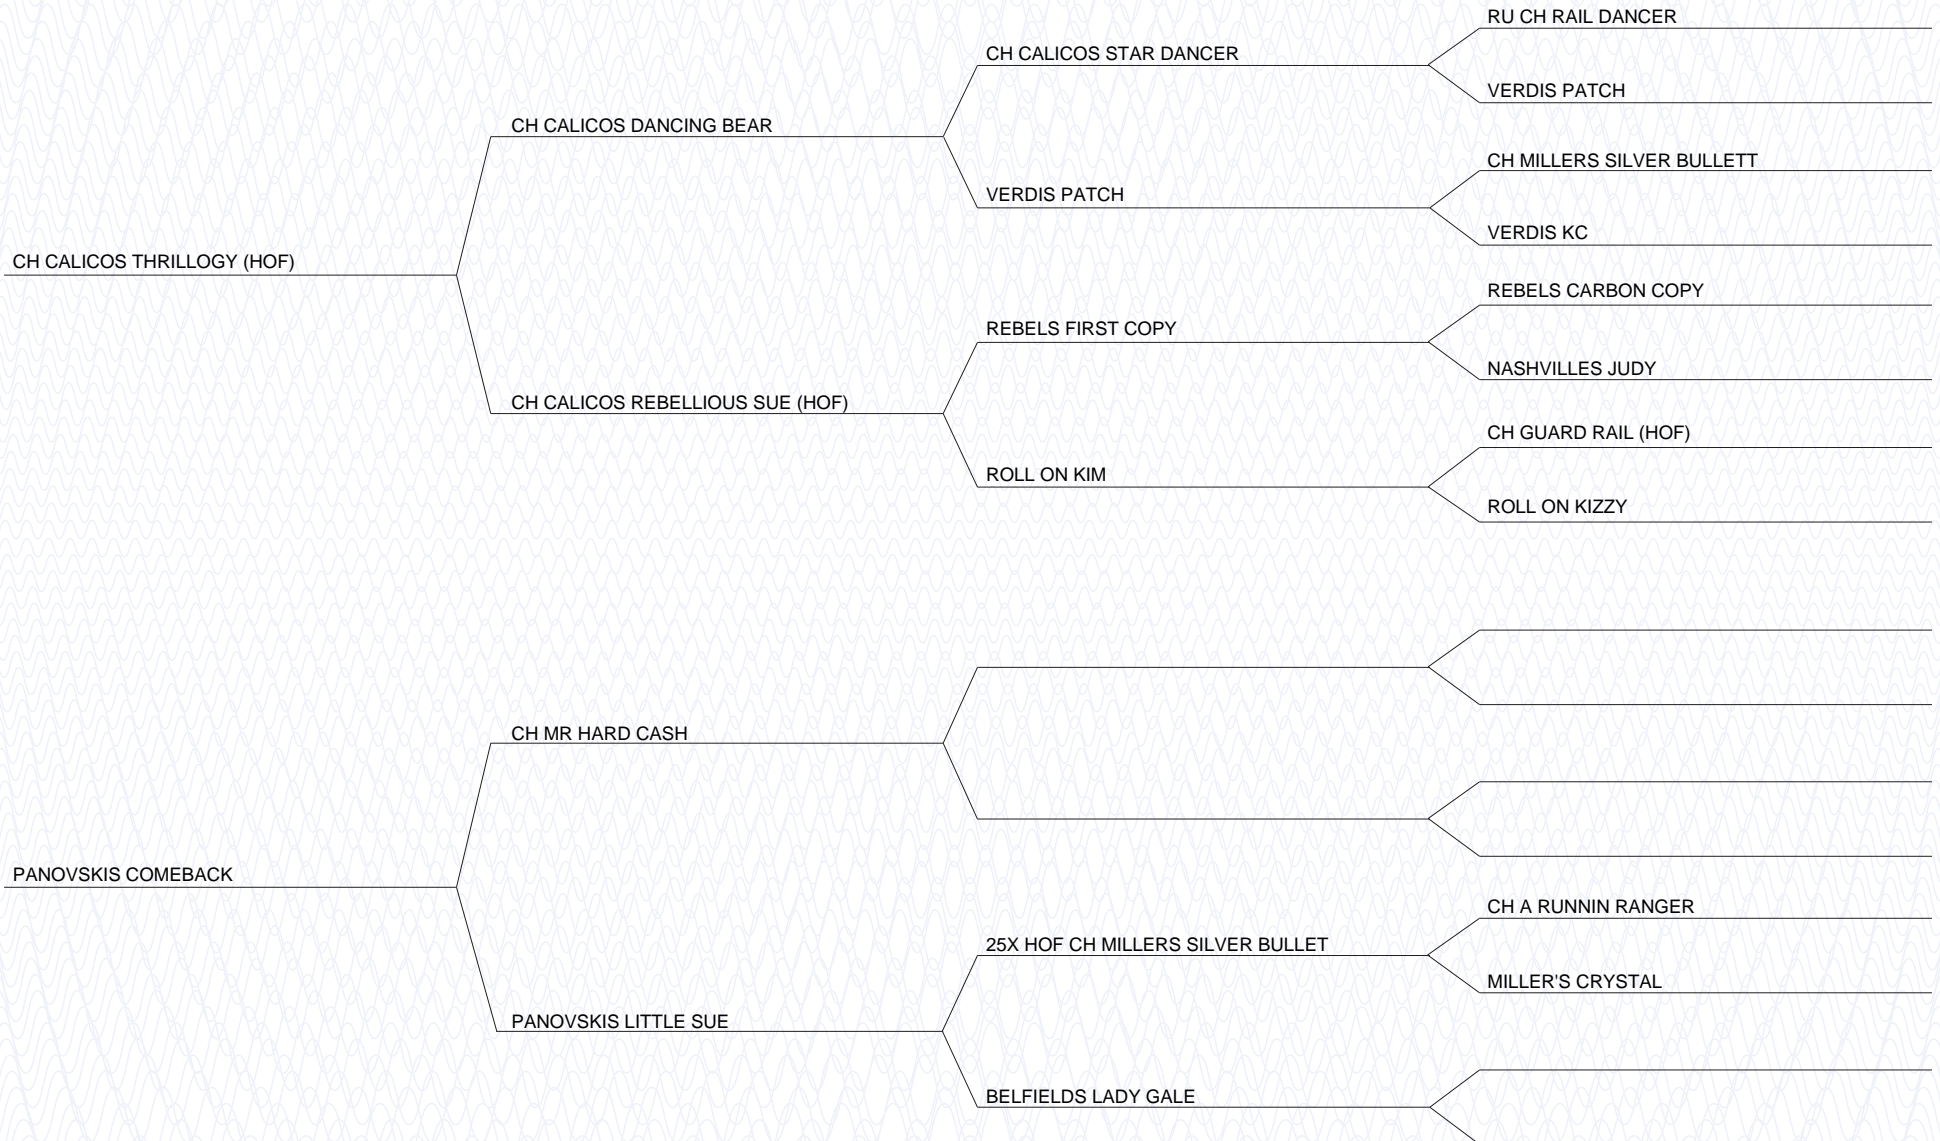 RU CH RAIL DANCER
CH CALICOS STAR DANCER
VERDIS PATCH
CH CALICOS DANCING BEAR
CH MILLERS SILVER BULLETT
VERDIS PATCH
VERDIS KC
CH CALICOS THRILLOGY (HOF)
REBELS CARBON COPY
REBELS FIRST COPY
NASHVILLES JUDY
CH CALICOS REBELLIOUS SUE (HOF)
CH GUARD RAIL (HOF)
ROLL ON KIM
ROLL ON KIZZY
CH MR HARD CASH
PANOVSKIS COMEBACK
CH A RUNNIN RANGER
25X HOF CH MILLERS SILVER BULLET
MILLER'S CRYSTAL
PANOVSKIS LITTLE SUE
BELFIELDS LADY GALE